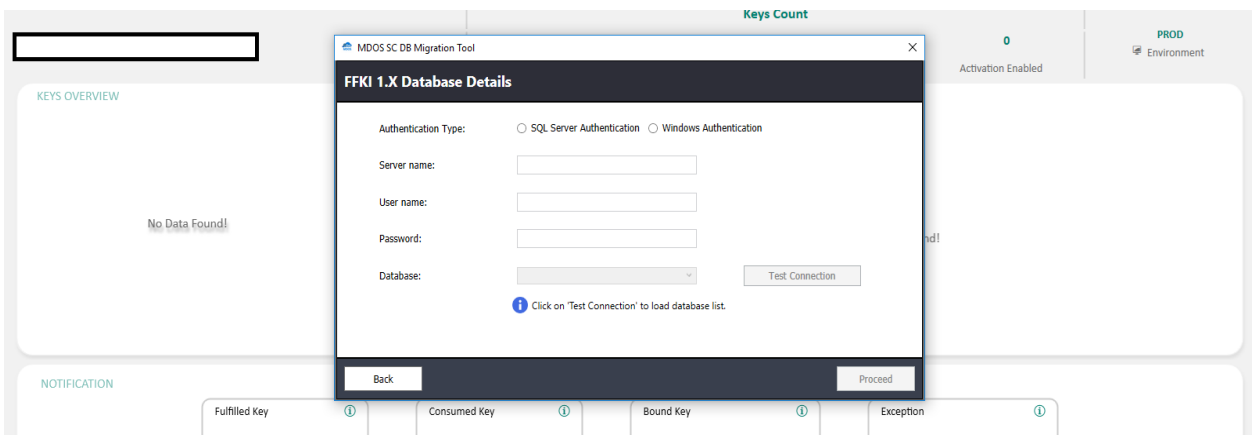 Keys Count
0
Activation Enabled
PROD
Environment
KEYS OVERVIEW
No Data Found!
nd!
MDOS SC DB Migration Tool
FFKI 1.X Database Details
Authentication Type:
SQL Server Authentication
Windows Authentication
Server name:
User name:
Password:
Database:
Test Connection
Click on 'Test Connection' to load database list.
Back
Proceed
NOTIFICATION
Fulfilled Key
Consumed Key
Bound Key
Exception